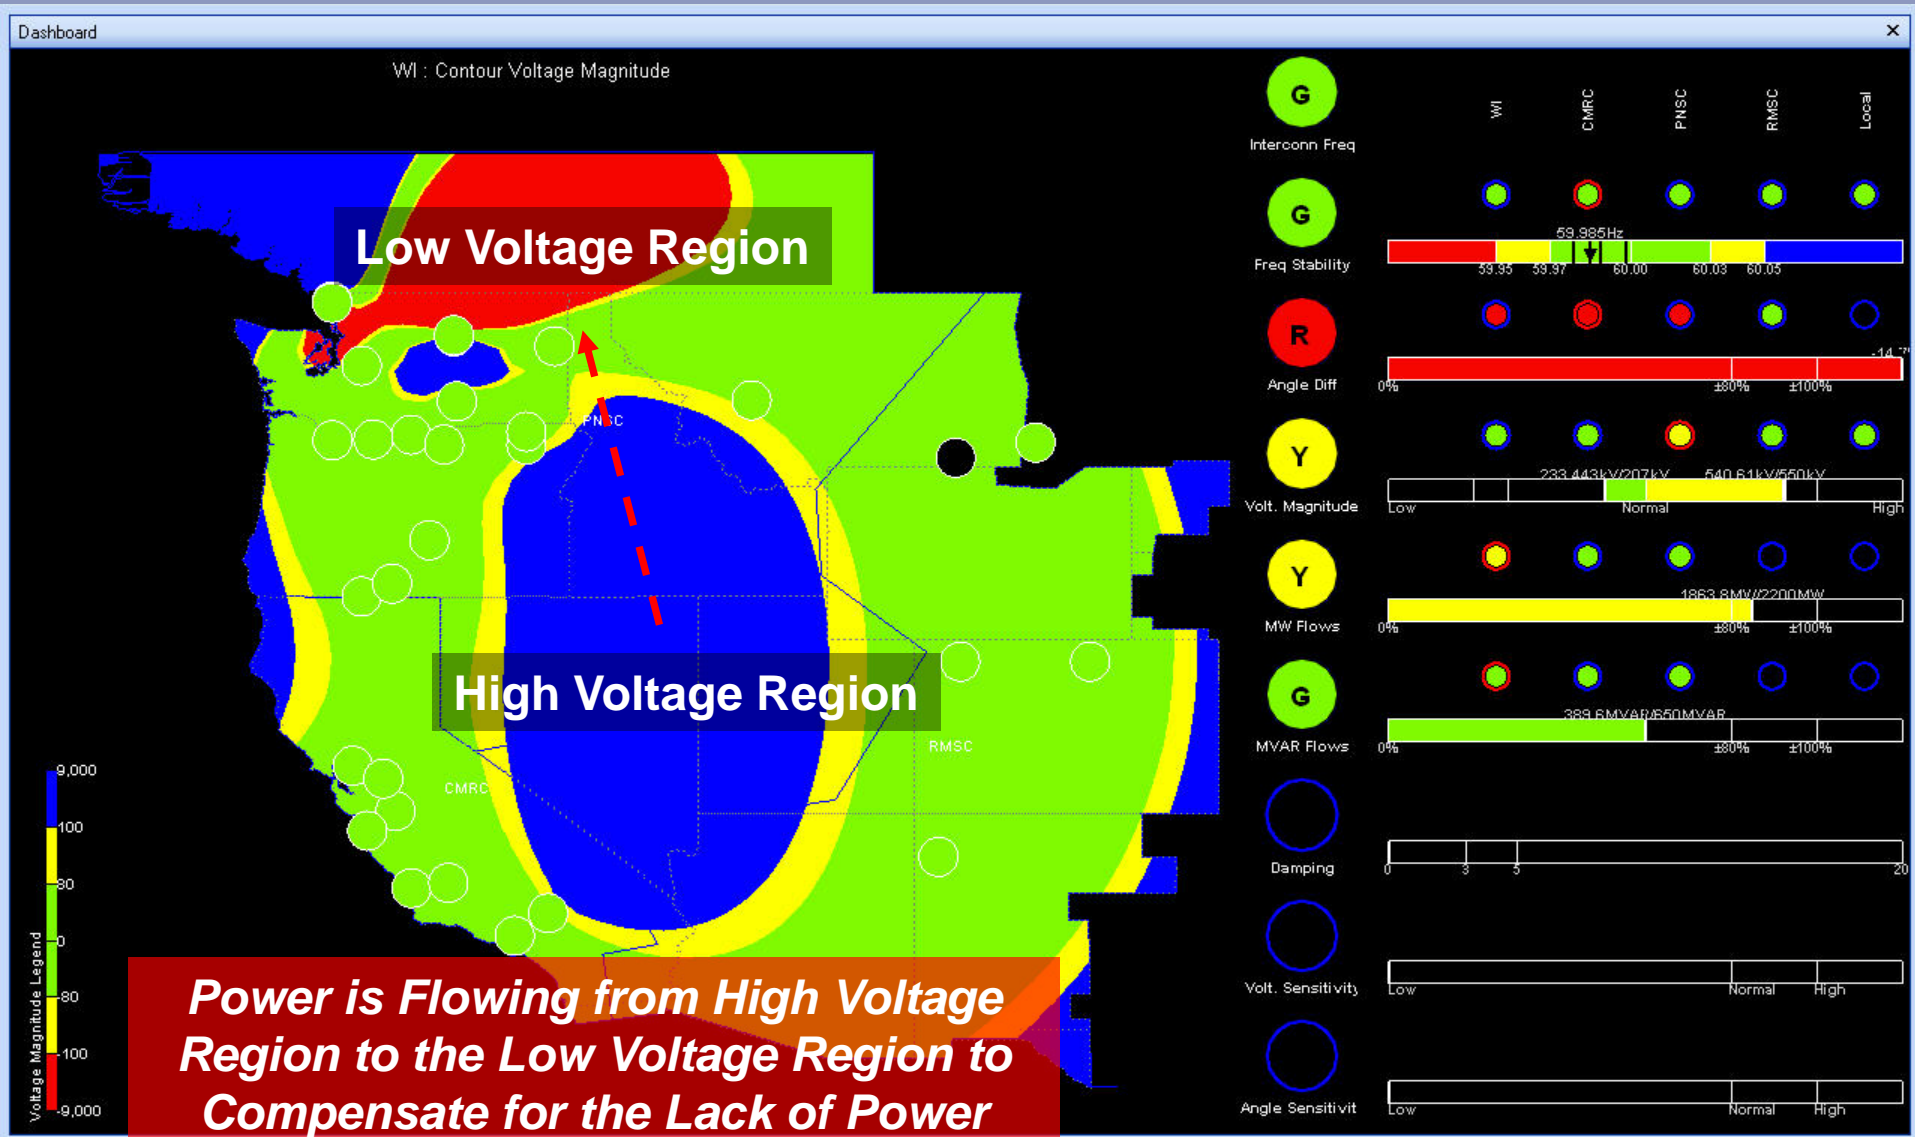 Dashboard
WI : Contour Voltage Magnitude
Low Voltage Region
PNSC
High Voltage Region
RMSC
CMRC
9,000
100
80
0
-80
-100
-9,000
Voltage Magnitude Legend
Power is Flowing from High Voltage
Region to the Low Voltage Region to
Compensate for the Lack of Power
WI CMRC PNSC RMSC Local
G
Interconn Freq
G
Freq Stability
59.985Hz
59.95 59.97 60.00 60.03 60.05
R
Angle Diff
0% ±80% ±100%
Y
Volt. Magnitude
233.443kV/207kV 540.61kV/550kV
Low Normal High
Y
MW Flows
1863.8MW/2200MW
0% ±80% ±100%
G
MVAR Flows
389.6MVAR/650MVAR
0% ±80% ±100%
Damping
0 3 5 20
Volt. Sensitivity
Low Normal High
Angle Sensitivit
Low Normal High